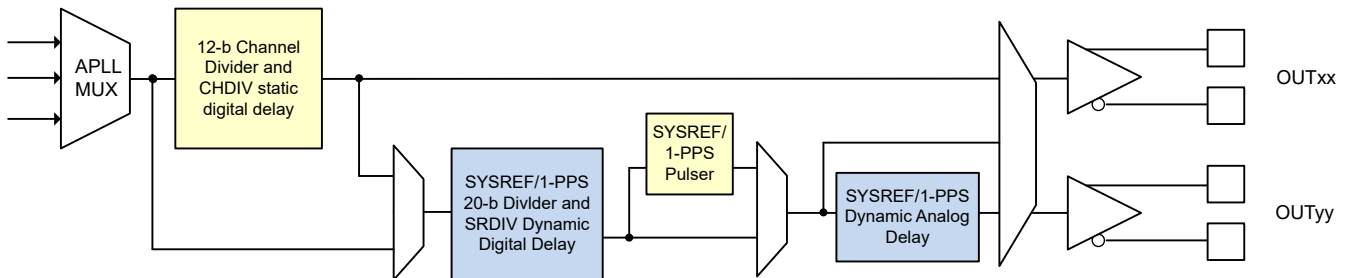 APLL
MUX
12-b Channel
Divider and
CHDIV static
digital delay
SYSREF/1-PPS
20-b Divider and
SRDIV Dynamic
Digital Delay
SYSREF/
1-PPS
Pulser
SYSREF/1-PPS
Dynamic Analog
Delay
OUTxx
OUTyy